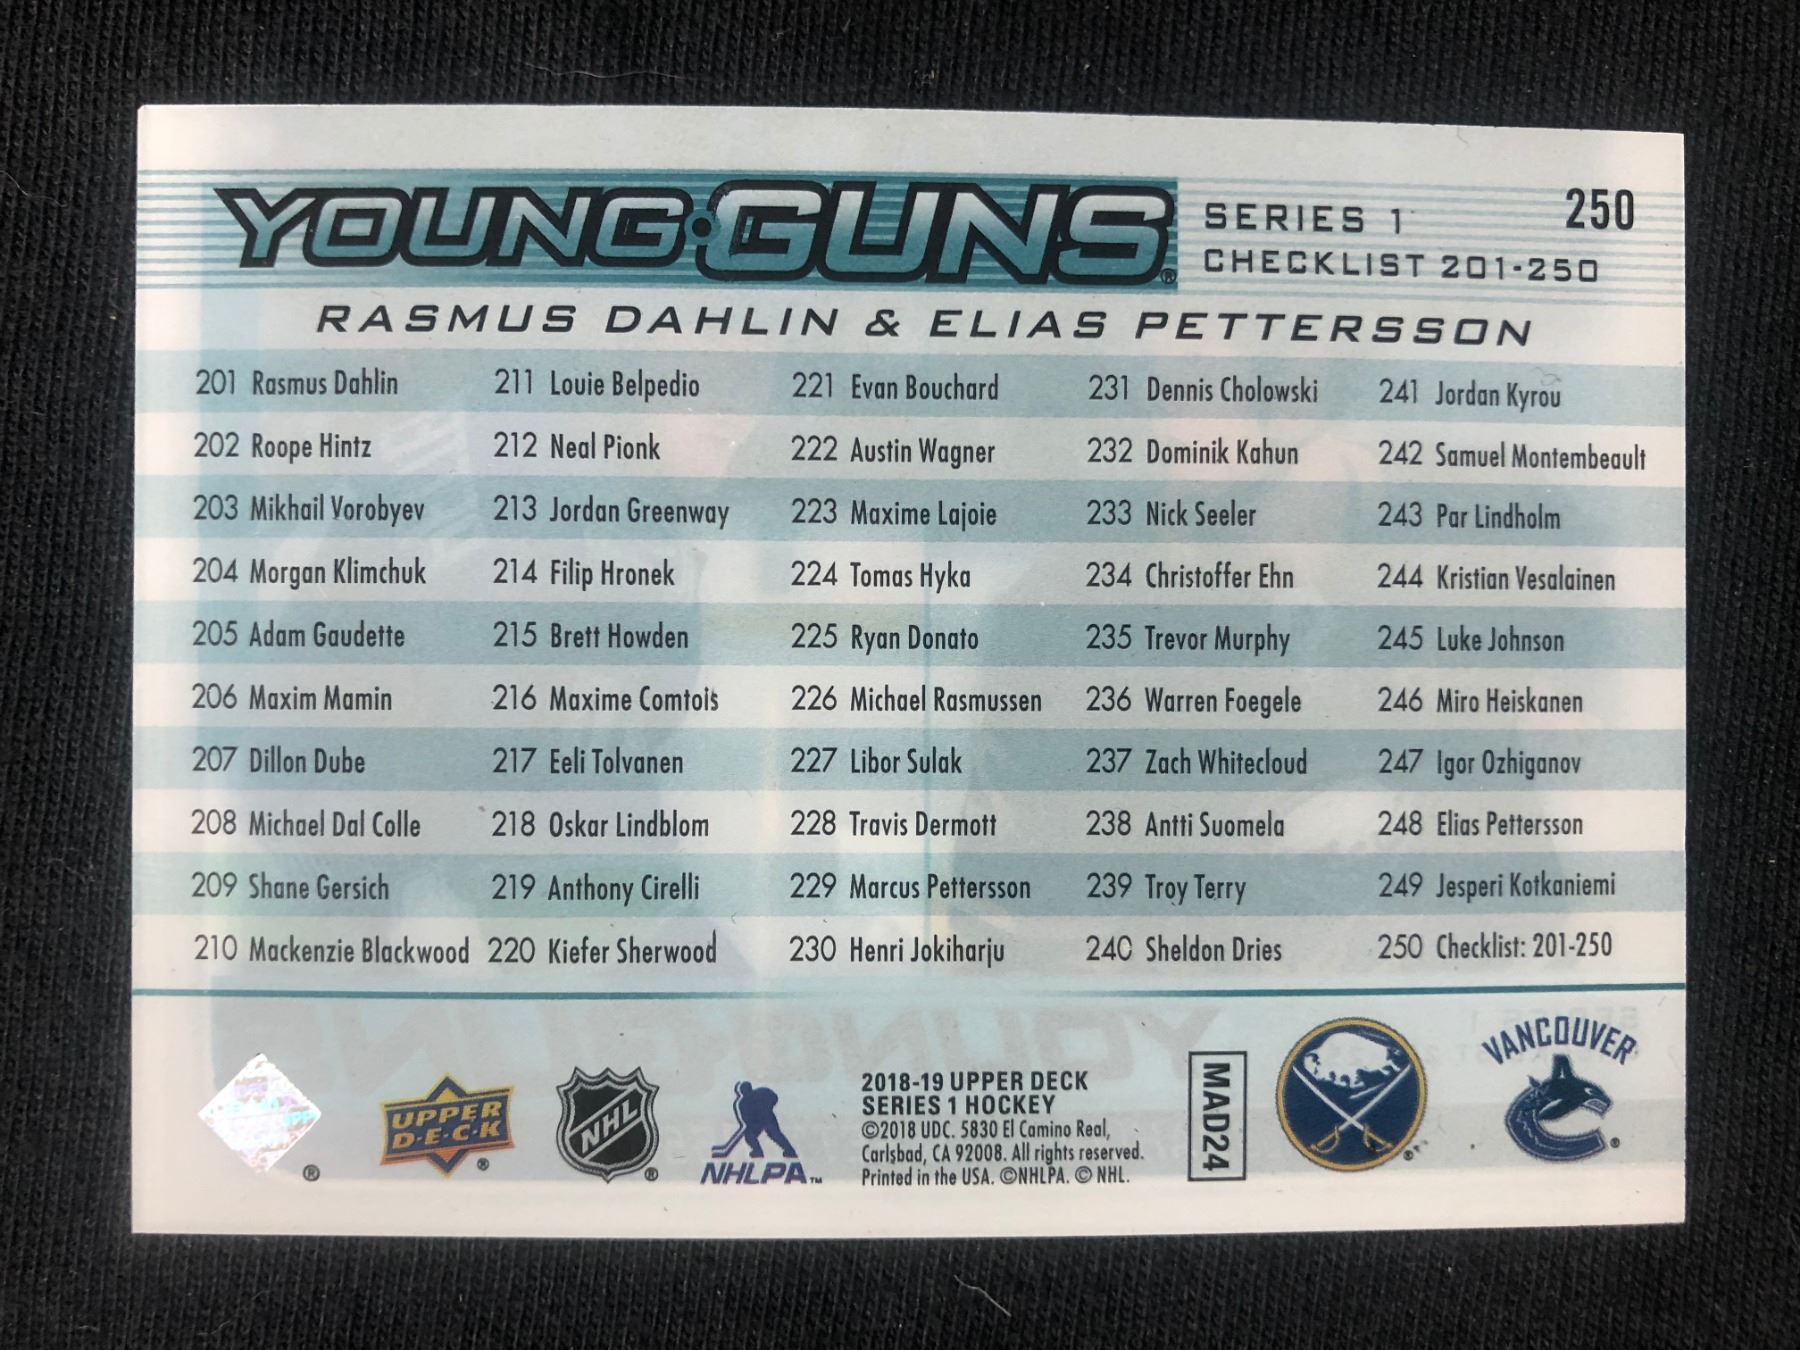 YOUNG·GUNS®
SERIES 1
CHECKLIST 201-250
250
RASMUS DAHLIN & ELIAS PETTERSSON
201 Rasmus Dahlin
202 Roope Hintz
203 Mikhail Vorobyev
204 Morgan Klimchuk
205 Adam Gaudette
206 Maxim Mamin
207 Dillon Dube
208 Michael Dal Colle
209 Shane Gersich
210 Mackenzie Blackwood
211 Louie Belpedio
212 Neal Pionk
213 Jordan Greenway
214 Filip Hronek
215 Brett Howden
216 Maxime Comtois
217 Eeli Tolvanen
218 Oskar Lindblom
219 Anthony Cirelli
220 Kiefer Sherwood
221 Evan Bouchard
222 Austin Wagner
223 Maxime Lajoie
224 Tomas Hyka
225 Ryan Donato
226 Michael Rasmussen
227 Libor Sulak
228 Travis Dermott
229 Marcus Pettersson
230 Henri Jokiharju
231 Dennis Cholowski
232 Dominik Kahun
233 Nick Seeler
234 Christoffer Ehn
235 Trevor Murphy
236 Warren Foegele
237 Zach Whitecloud
238 Antti Suomela
239 Troy Terry
240 Sheldon Dries
241 Jordan Kyrou
242 Samuel Montembeault
243 Par Lindholm
244 Kristian Vesalainen
245 Luke Johnson
246 Miro Heiskanen
247 Igor Ozhiganov
248 Elias Pettersson
249 Jesperi Kotkaniemi
250 Checklist: 201-250
®
UPPER
D·E·C·K
®
NHL
®
NHLPA™
2018-19 UPPER DECK
SERIES 1 HOCKEY
©2018 UDC. 5830 El Camino Real,
Carlsbad, CA 92008. All rights reserved.
Printed in the USA. ©NHLPA. © NHL.
MAD24
VANCOUVER